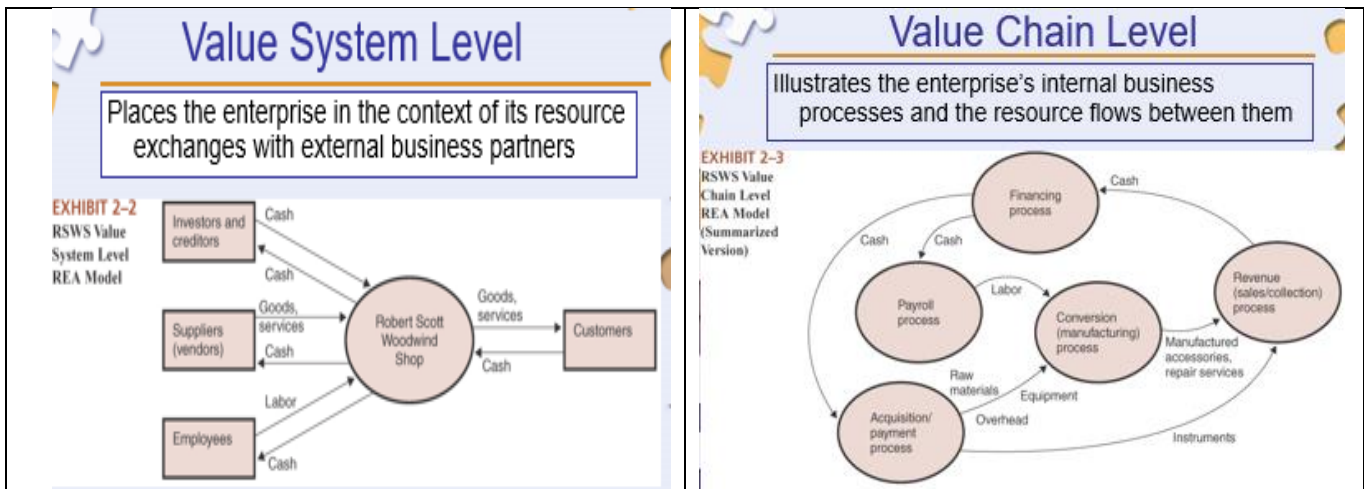 Value System Level
Places the enterprise in the context of its resource
exchanges with external business partners
EXHIBIT 2–2
RSWS Value
System Level
REA Model
Investors and
creditors
Cash
Cash
Suppliers
(vendors)
Goods,
services
Cash
Employees
Labor
Cash
Robert Scott
Woodwind
Shop
Goods,
services
Cash
Customers
Value Chain Level
Illustrates the enterprise's internal business
processes and the resource flows between them
EXHIBIT 2–3
RSWS Value
Chain Level
REA Model
(Summarized
Version)
Financing
process
Cash
Cash
Cash
Payroll
process
Labor
Conversion
(manufacturing)
process
Revenue
(sales/collection)
process
Manufactured
accessories,
repair services
Raw
materials
Equipment
Overhead
Acquisition/
payment
process
Instruments